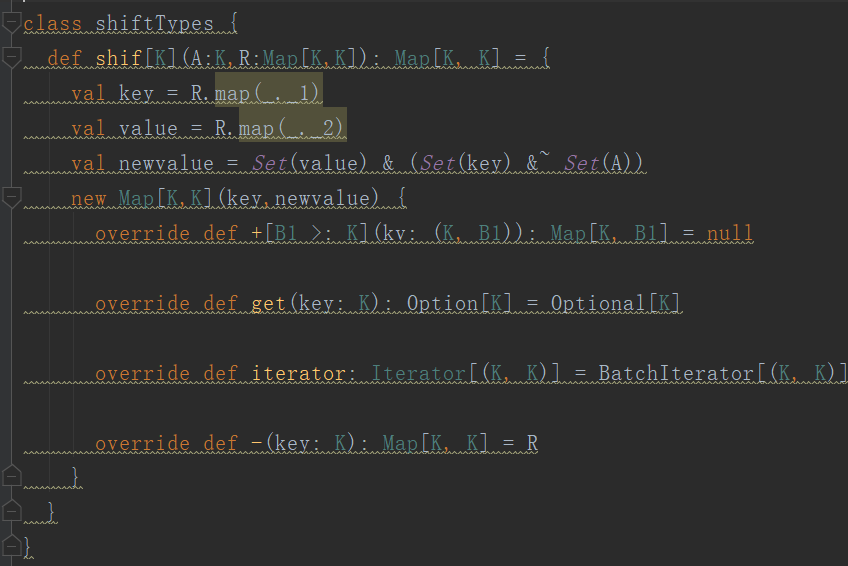 class shiftTypes {
def shif[K](A:K,R:Map[K,K]): Map[K, K] = {
val key = R.map(_._1)
val value = R.map(_._2)
val newvalue = Set(value) & (Set(key) &~ Set(A))
new Map[K,K](key,newvalue) {
override def +[B1 >: K](kv: (K, B1)): Map[K, B1] = null
override def get(key: K): Option[K] = Optional[K]
override def iterator: Iterator[(K, K)] = BatchIterator[(K, K)]
override def -(key: K): Map[K, K] = R
}
}
}